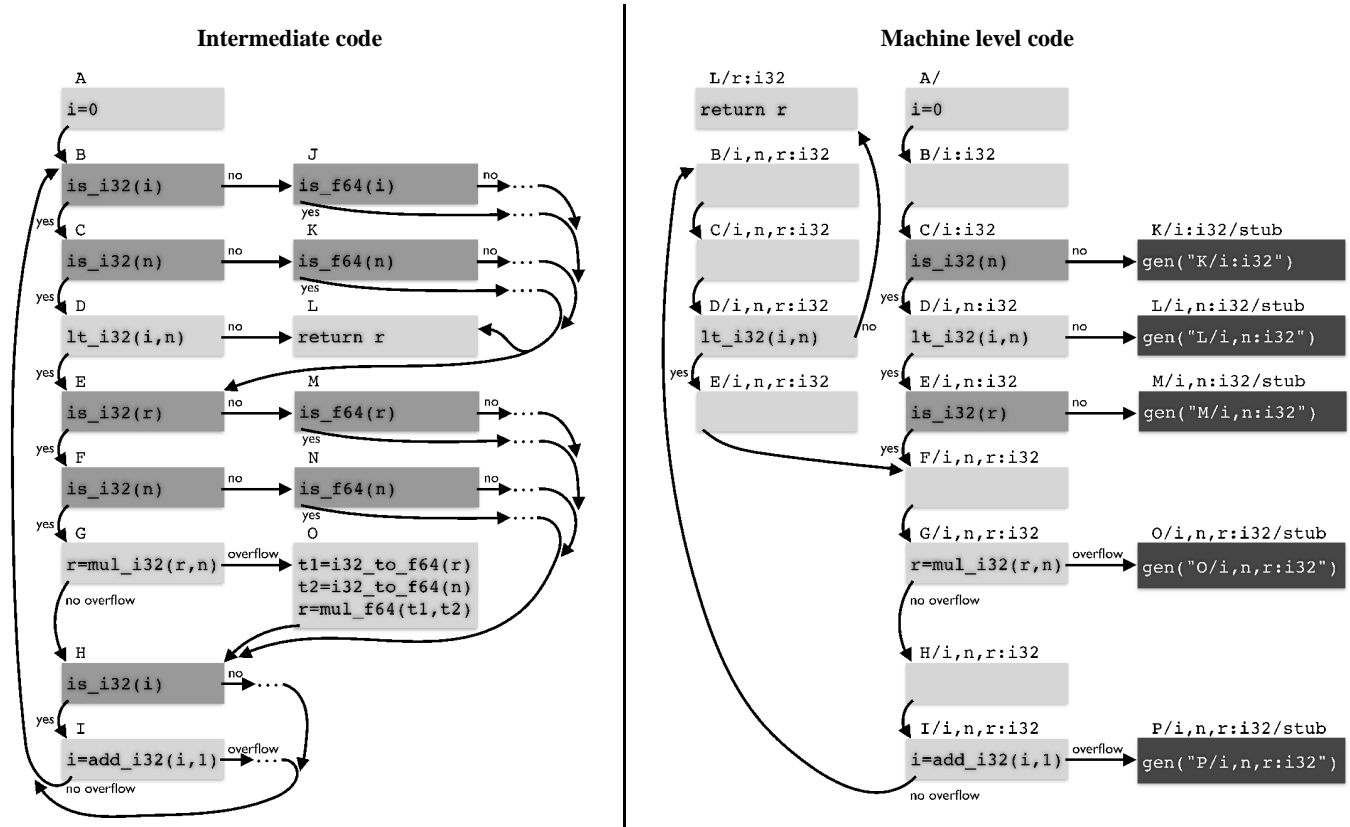 Intermediate code
A
i=0
B
is_i32(i)
no
J
is_f64(i)
no
....
yes
....
yes
C
is_i32(n)
no
K
is_f64(n)
no
....
yes
....
yes
D
lt_i32(i,n)
no
L
return r
yes
E
is_i32(r)
no
M
is_f64(r)
no
....
yes
....
yes
F
is_i32(n)
no
N
is_f64(n)
no
....
yes
....
yes
G
r=mul_i32(r,n)
overflow
no overflow
O
t1=i32_to_f64(r)
t2=i32_to_f64(n)
r=mul_f64(t1,t2)
H
is_i32(i)
no
....
yes
I
i=add_i32(i,1)
overflow
....
no overflow
Machine level code
L/r:i32
return r
B/i,n,r:i32
C/i,n,r:i32
D/i,n,r:i32
lt_i32(i,n)
no
yes
E/i,n,r:i32
A/
i=0
B/i:i32
C/i:i32
is_i32(n)
no
K/i:i32/stub
gen("K/i:i32")
yes
D/i,n:i32
lt_i32(i,n)
no
L/i,n:i32/stub
gen("L/i,n:i32")
yes
E/i,n:i32
is_i32(r)
no
M/i,n:i32/stub
gen("M/i,n:i32")
yes
F/i,n,r:i32
G/i,n,r:i32
r=mul_i32(r,n)
overflow
O/i,n,r:i32/stub
gen("O/i,n,r:i32")
no overflow
H/i,n,r:i32
I/i,n,r:i32
i=add_i32(i,1)
overflow
P/i,n,r:i32/stub
gen("P/i,n,r:i32")
no overflow